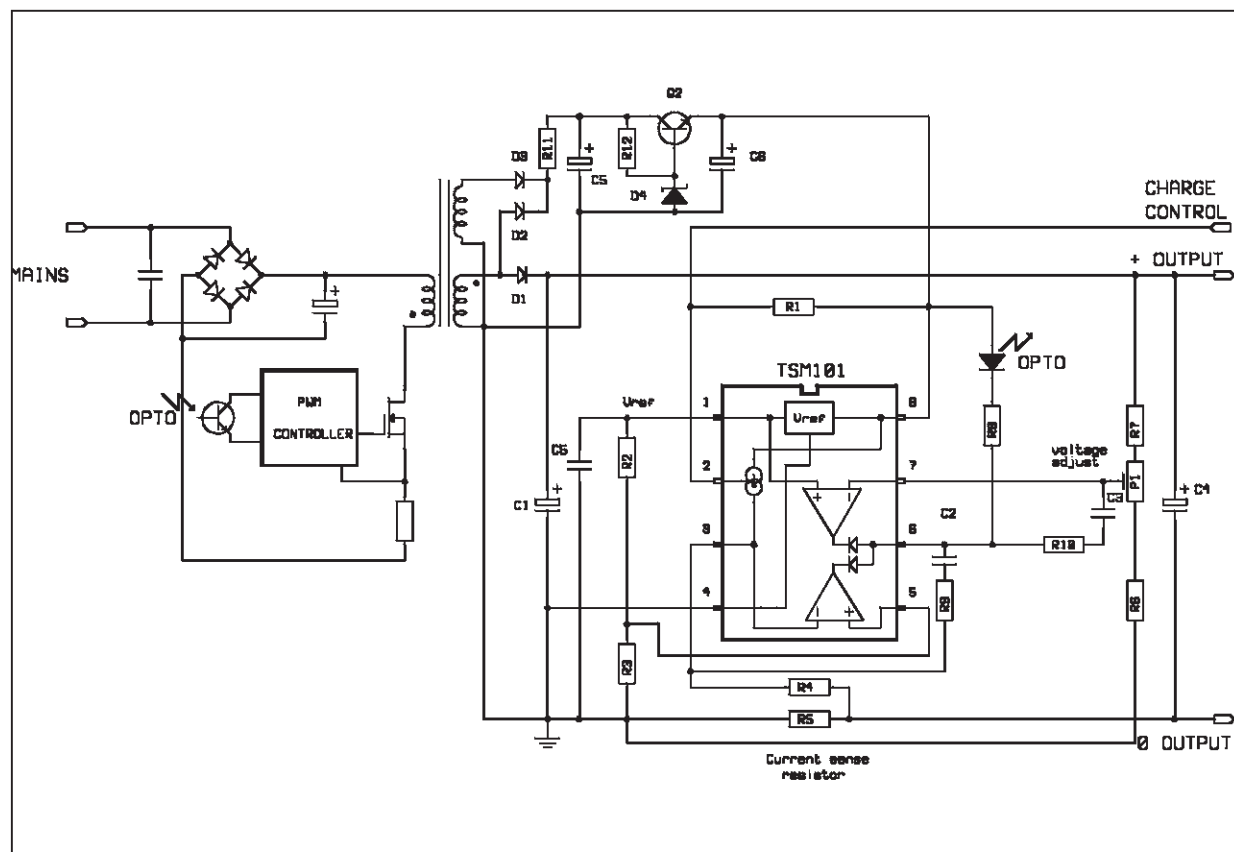 Q2
R11
R12
D3
C5
C8
D4
CHARGE
CONTROL
D2
MAINS
+ OUTPUT
D1
R1
TSM101
OPTO
OPTO
PWM
CONTROLLER
Vref
1
Vref
8
R8
R7
C6
R2
2
7
voltage
adjust
P1
C1
C3
C4
3
6
C2
R10
4
5
R9
R6
R3
R4
R5
0 OUTPUT
Current sense
resistor